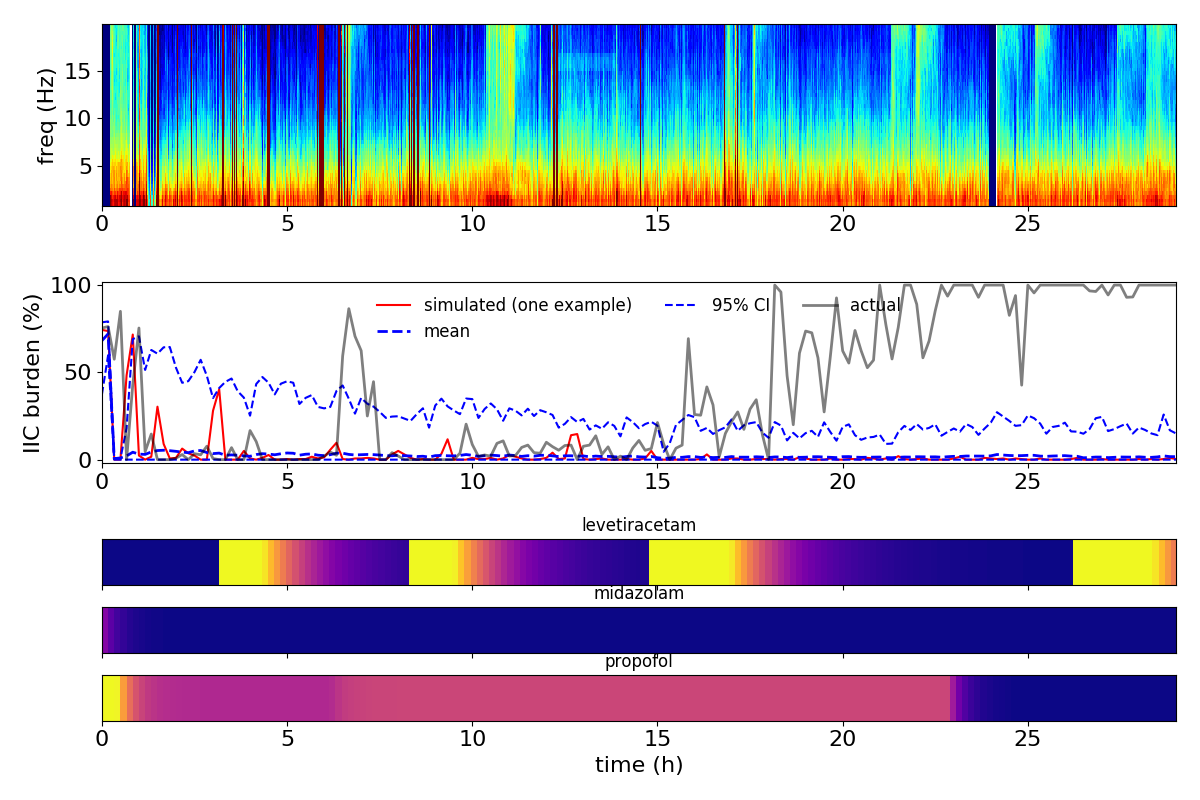 freq (Hz)
15
10
5
0 5 10 15 20 25
IIC burden (%)
100
50
0
simulated (one example) 95% CI actual
mean
0 5 10 15 20 25
levetiracetam
midazolam
propofol
0 5 10 15 20 25
time (h)